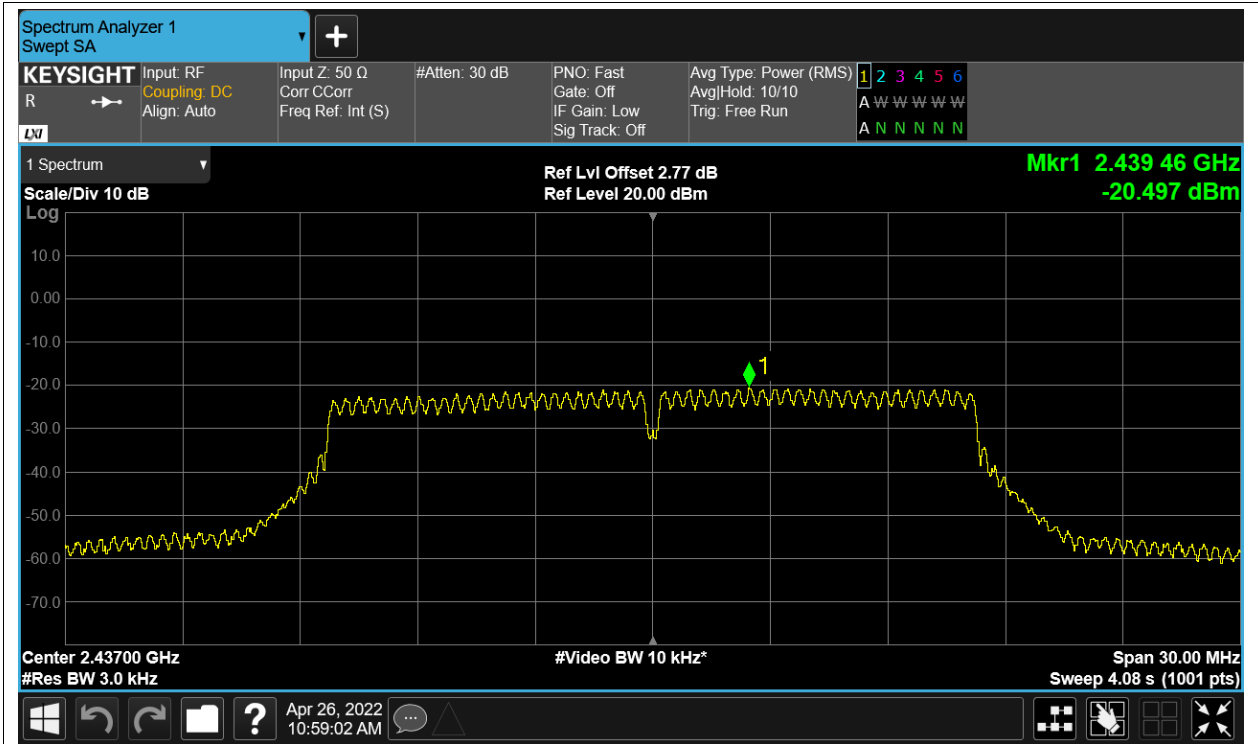 Spectrum Analyzer 1
Swept SA
KEYSIGHT
R
LXI
Input: RF
Coupling: DC
Align: Auto
Input Z: 50 Ω
Corr CCorr
Freq Ref: Int (S)
#Atten: 30 dB
PNO: Fast
Gate: Off
IF Gain: Low
Sig Track: Off
Avg Type: Power (RMS)
Avg|Hold: 10/10
Trig: Free Run
1 2 3 4 5 6
A W W W W W
A N N N N N
1 Spectrum
Scale/Div 10 dB
Ref Lvl Offset 2.77 dB
Ref Level 20.00 dBm
Mkr1 2.439 46 GHz
-20.497 dBm
Log
10.0
0.00
-10.0
-20.0
-30.0
-40.0
-50.0
-60.0
-70.0
1
Center 2.43700 GHz
#Res BW 3.0 kHz
#Video BW 10 kHz*
Span 30.00 MHz
Sweep 4.08 s (1001 pts)
?
Apr 26, 2022
10:59:02 AM